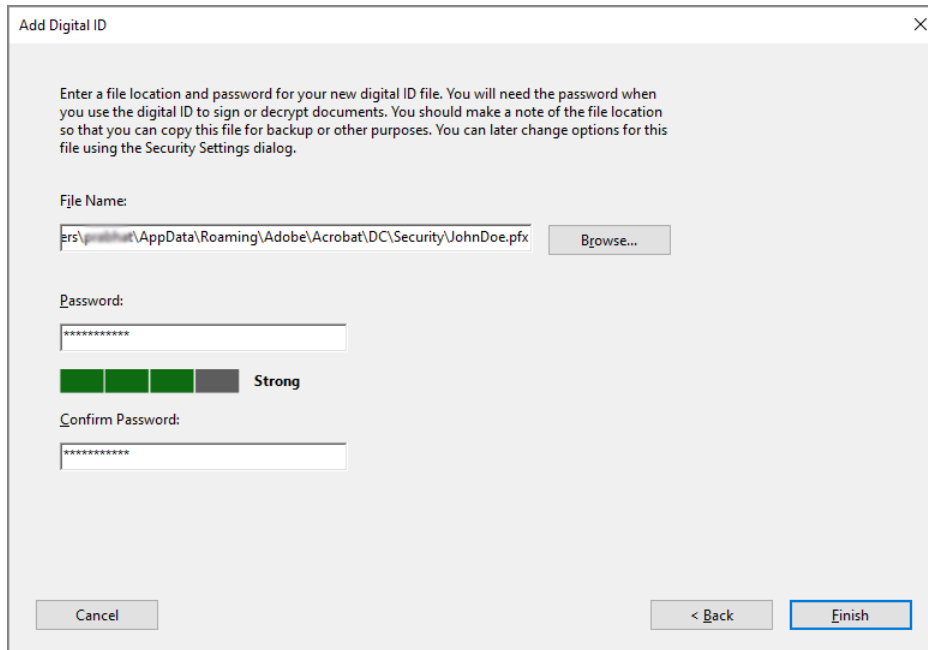 Add Digital ID
Enter a file location and password for your new digital ID file. You will need the password when
you use the digital ID to sign or decrypt documents. You should make a note of the file location
so that you can copy this file for backup or other purposes. You can later change options for this
file using the Security Settings dialog.
File Name:
ers\\AppData\Roaming\Adobe\Acrobat\DC\Security\JohnDoe.pfx
Browse...
Password:
***********
Strong
Confirm Password:
***********
Cancel
< Back
Finish